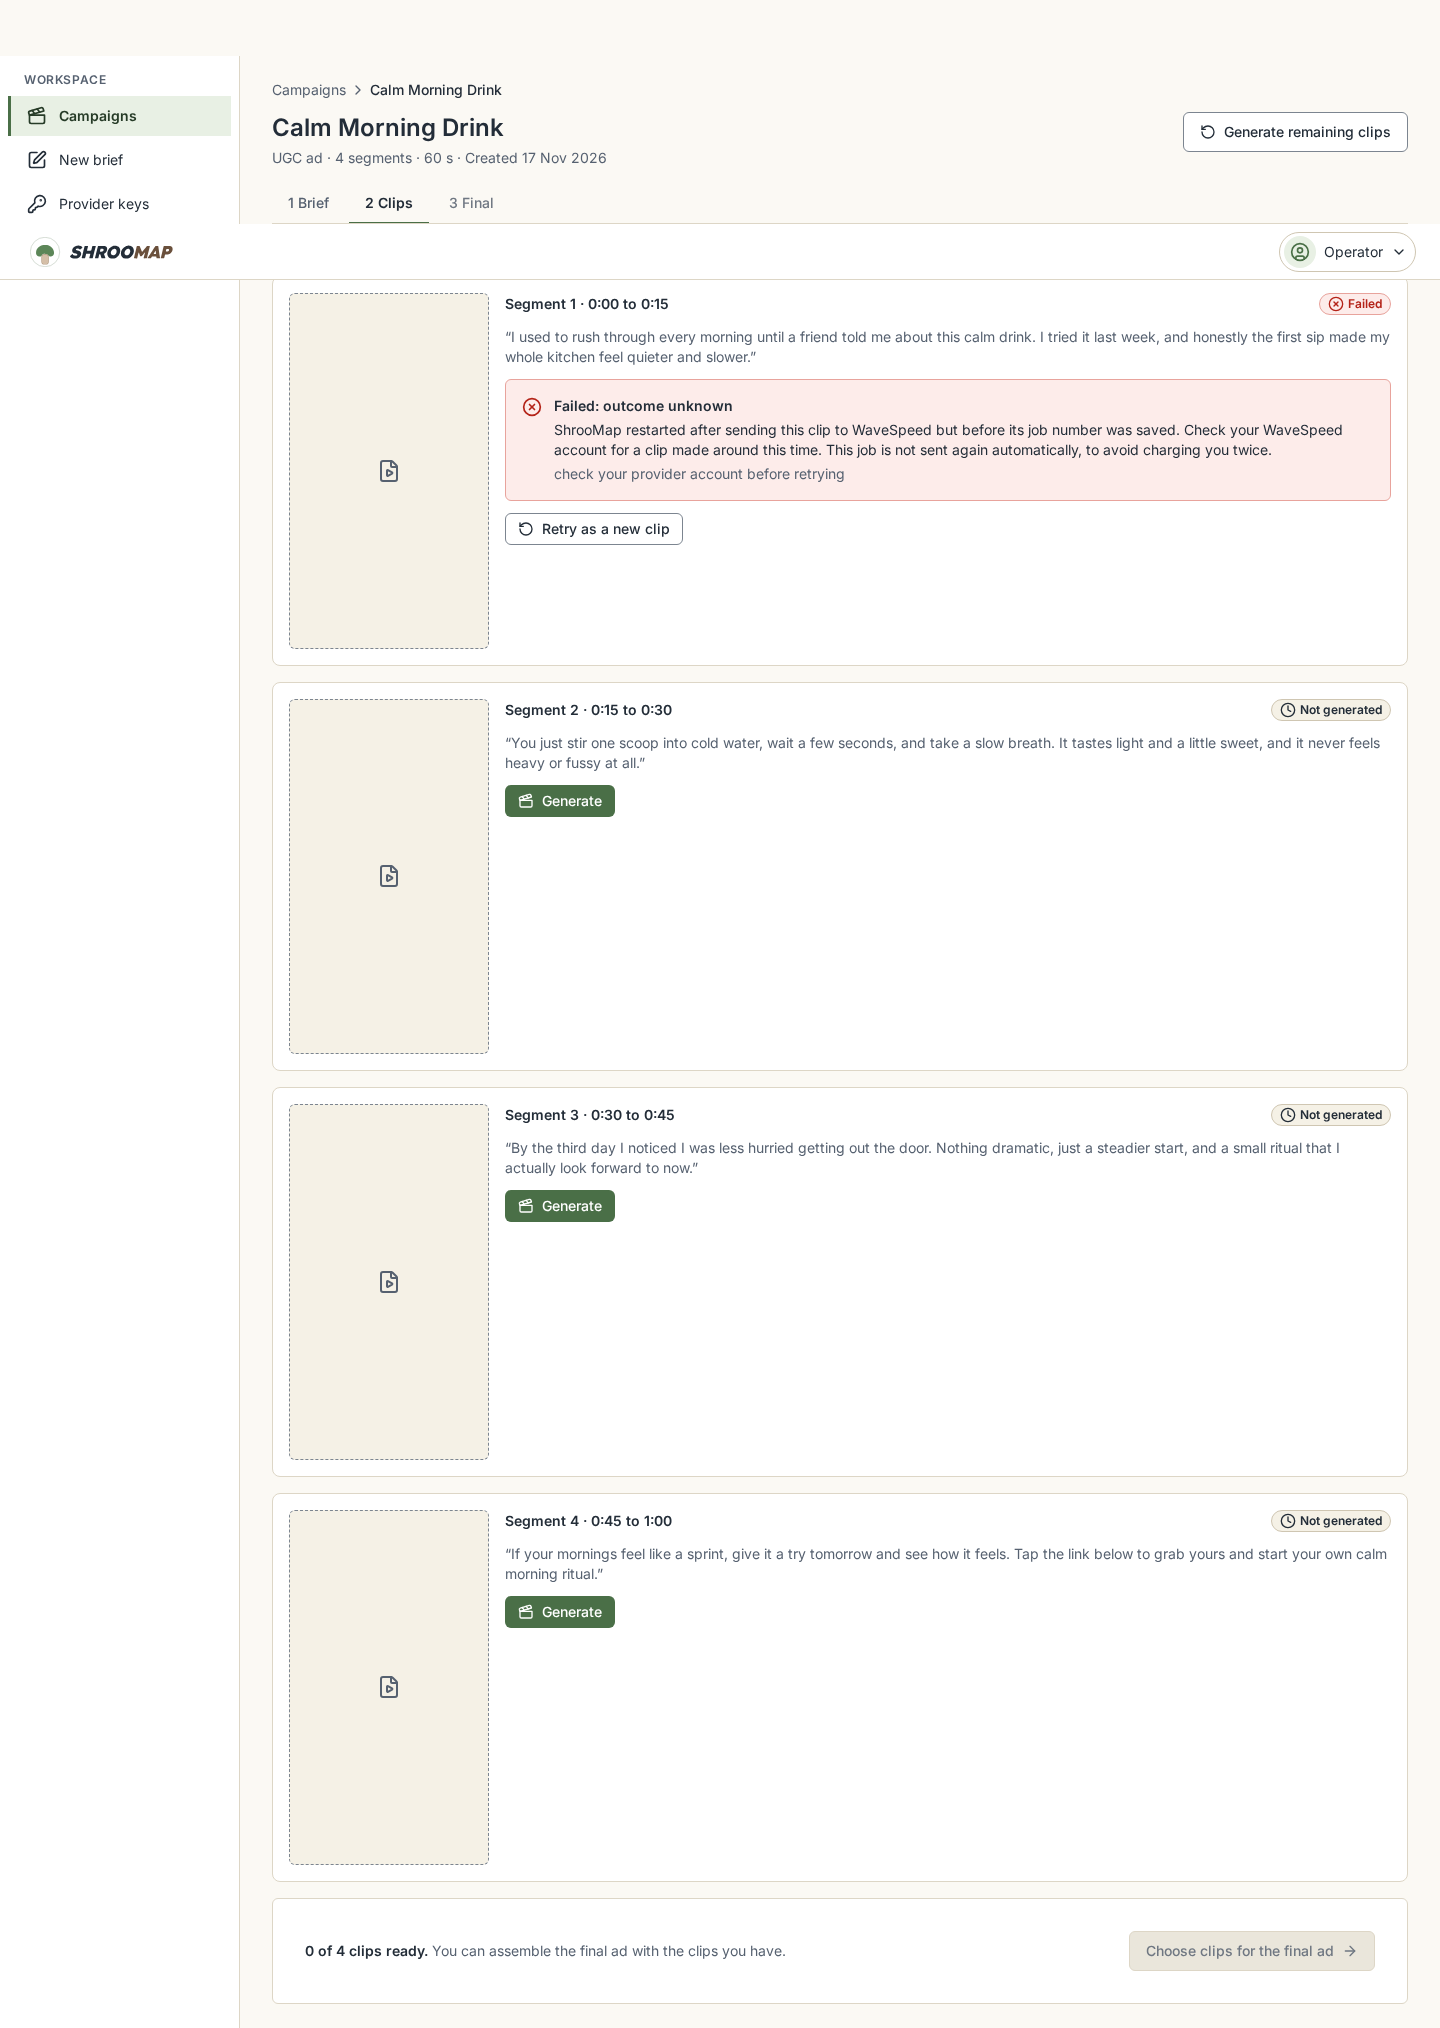 WORKSPACE
Campaigns
New brief
Provider keys
Campaigns > Calm Morning Drink
Calm Morning Drink
Generate remaining clips
UGC ad · 4 segments · 60 s · Created 17 Nov 2026
1 Brief
2 Clips
3 Final
SHROOMAP
Operator
Segment 1 · 0:00 to 0:15
Failed
“I used to rush through every morning until a friend told me about this calm drink. I tried it last week, and honestly the first sip made my
whole kitchen feel quieter and slower.”
Failed: outcome unknown
ShrooMap restarted after sending this clip to WaveSpeed but before its job number was saved. Check your WaveSpeed
account for a clip made around this time. This job is not sent again automatically, to avoid charging you twice.
check your provider account before retrying
Retry as a new clip
Segment 2 · 0:15 to 0:30
Not generated
“You just stir one scoop into cold water, wait a few seconds, and take a slow breath. It tastes light and a little sweet, and it never feels
heavy or fussy at all.”
Generate
Segment 3 · 0:30 to 0:45
Not generated
“By the third day I noticed I was less hurried getting out the door. Nothing dramatic, just a steadier start, and a small ritual that I
actually look forward to now.”
Generate
Segment 4 · 0:45 to 1:00
Not generated
“If your mornings feel like a sprint, give it a try tomorrow and see how it feels. Tap the link below to grab yours and start your own calm
morning ritual.”
Generate
0 of 4 clips ready. You can assemble the final ad with the clips you have.
Choose clips for the final ad